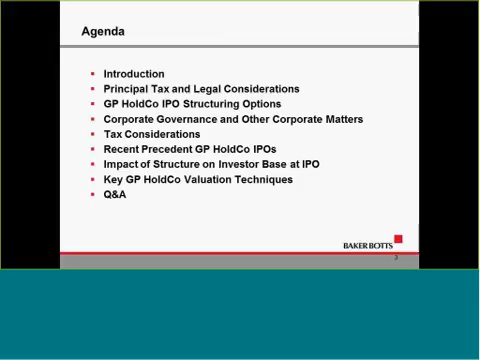 Agenda
Introduction
Principal Tax and Legal Considerations
GP HoldCo IPO Structuring Options
Corporate Governance and Other Corporate Matters
Tax Considerations
Recent Precedent GP HoldCo IPOs
Impact of Structure on Investor Base at IPO
Key GP HoldCo Valuation Techniques
Q&A
BAKER BOTTS
3